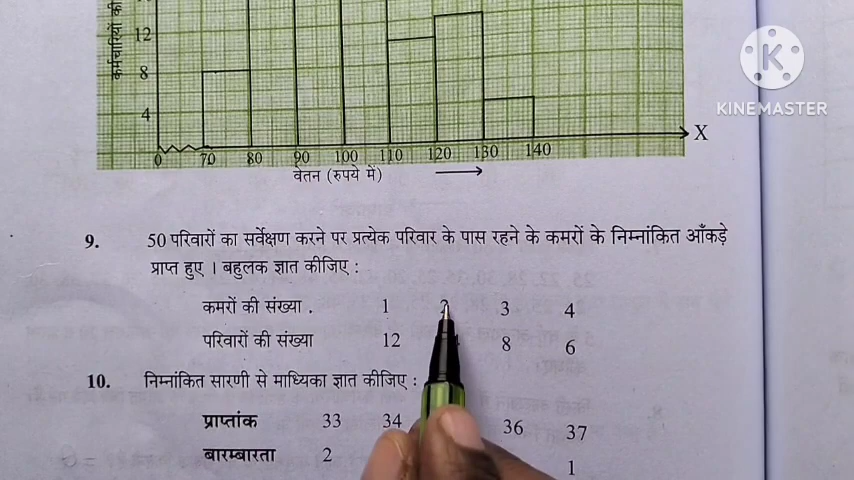 KINEMASTER
12
8
4
X
0 70 80 90 100 110 120 130 140
वेतन (रुपये में)
9. 50 परिवारों का सर्वेक्षण करने पर प्रत्येक परिवार के पास रहने के कमरों के निम्नांकित आँकड़े
प्राप्त हुए । बहुलक ज्ञात कीजिए :
कमरों की संख्या . 1 2 3 4
परिवारों की संख्या 12 8 6
10. निम्नांकित सारणी से माध्यिका ज्ञात कीजिए :
प्राप्तांक 33 34 36 37
बारम्बारता 2 1